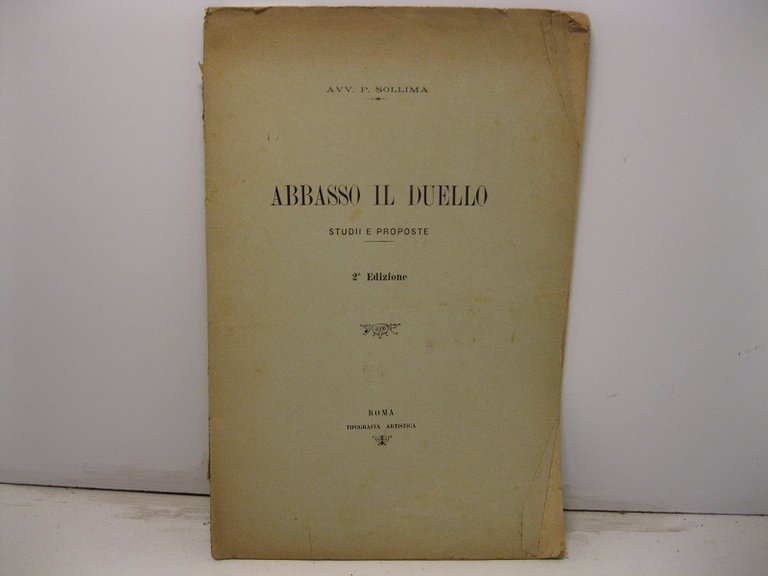 AVV. P. SOLLIMA
ABBASSO IL DUELLO
STUDII E PROPOSTE
2ª Edizione
ROMA
TIPOGRAFIA ARTISTICA